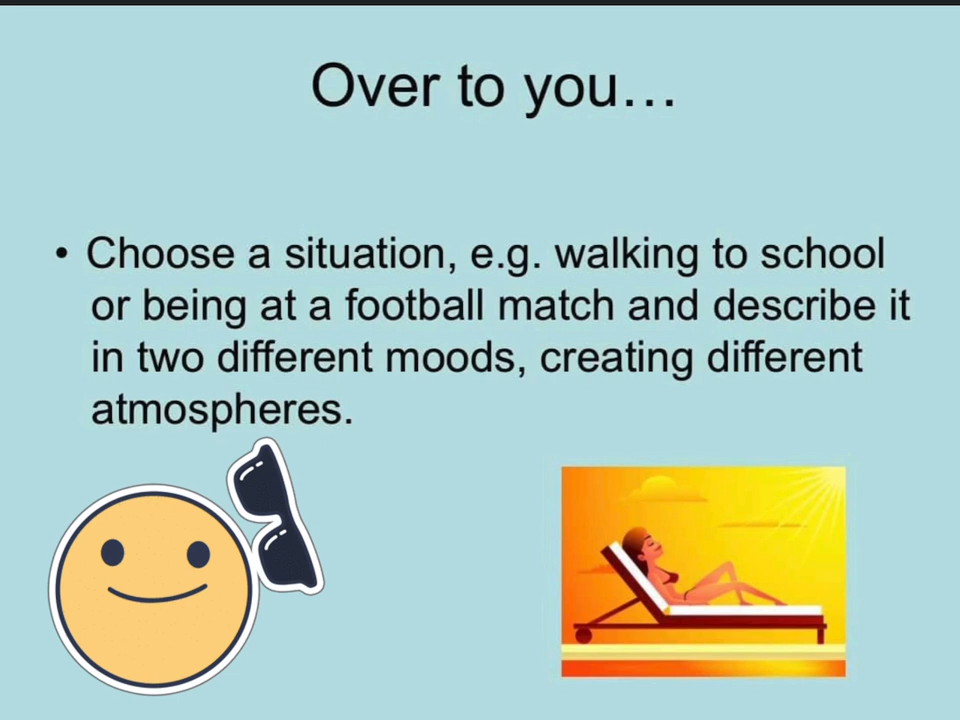 Over to you…
• Choose a situation, e.g. walking to school
or being at a football match and describe it
in two different moods, creating different
atmospheres.